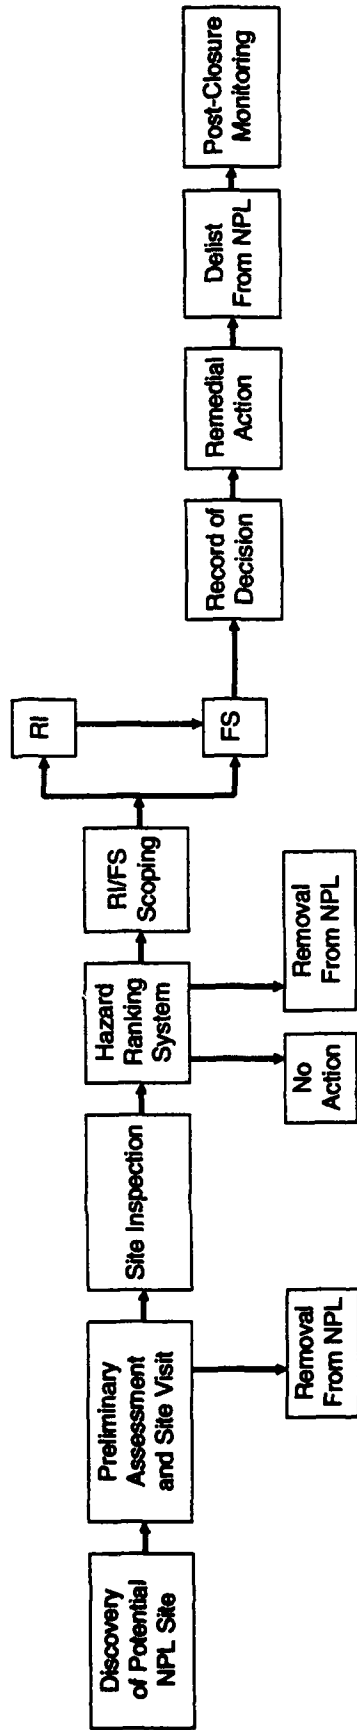 Discovery
of Potential
NPL Site
Preliminary
Assessment
and Site Visit
Removal
From NPL
Site Inspection
Hazard
Ranking
System
No
Action
Removal
From NPL
RI/FS
Scoping
RI
FS
Record of
Decision
Remedial
Action
Delist
From NPL
Post-Closure
Monitoring